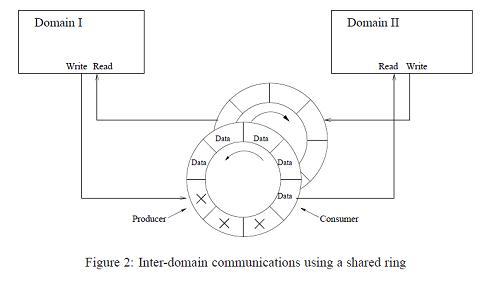 Domain I
Domain II
Write Read
Read Write
Data
Data
Data
Data
Data
Producer
Consumer
Figure 2: Inter-domain communications using a shared ring